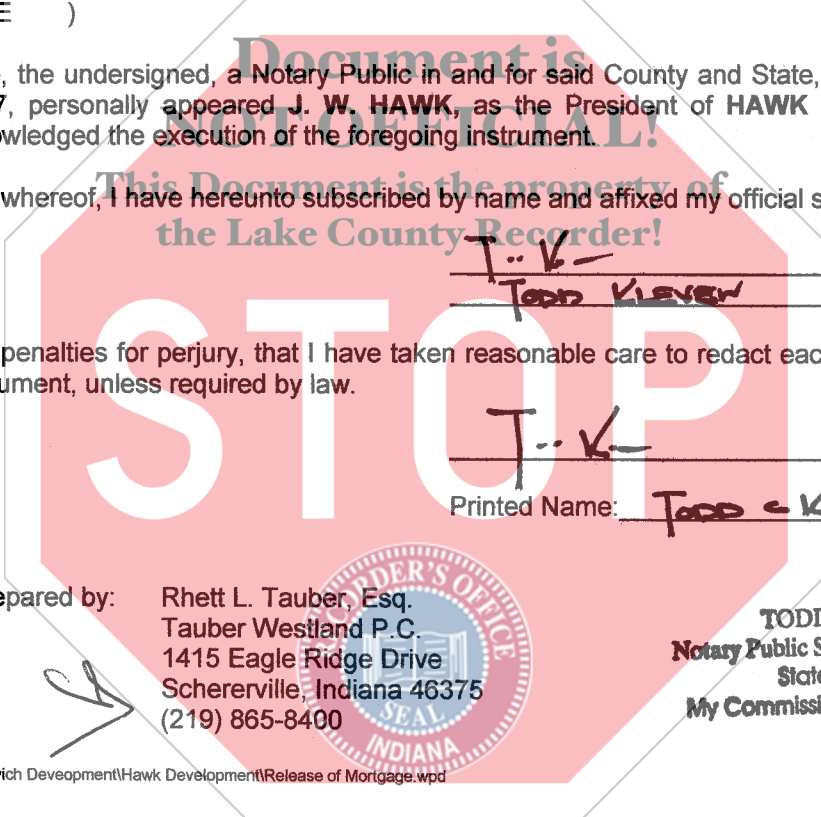 E )
Document is
, the undersigned, a Notary Public in and for said County and State,
7, personally appeared J. W. HAWK, as the President of HAWK
NOT OFFICIAL!
wledged the execution of the foregoing instrument.
This Document is the property of
whereof, I have hereunto subscribed by name and affixed my official s
the Lake County Recorder!
T.. K-
TODD KLEVEN
STOP
penalties for perjury, that I have taken reasonable care to redact eac
ument, unless required by law.
T.. K-
Printed Name: TODD C K
epared by: Rhett L. Tauber, Esq.
Tauber Westland P.C.
1415 Eagle Ridge Drive
Schererville, Indiana 46375
(219) 865-8400
RECORDER'S OFFICE
SEAL
INDIANA
TODD
Notary Public S
State
My Commissi
ich Deveopment\Hawk Development\Release of Mortgage.wpd